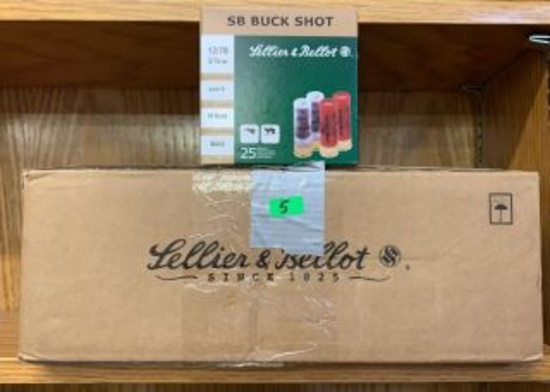 SB BUCK SHOT
12/70
Sellier & Bellot
25
5
Sellier & Bellot
SINCE 1825